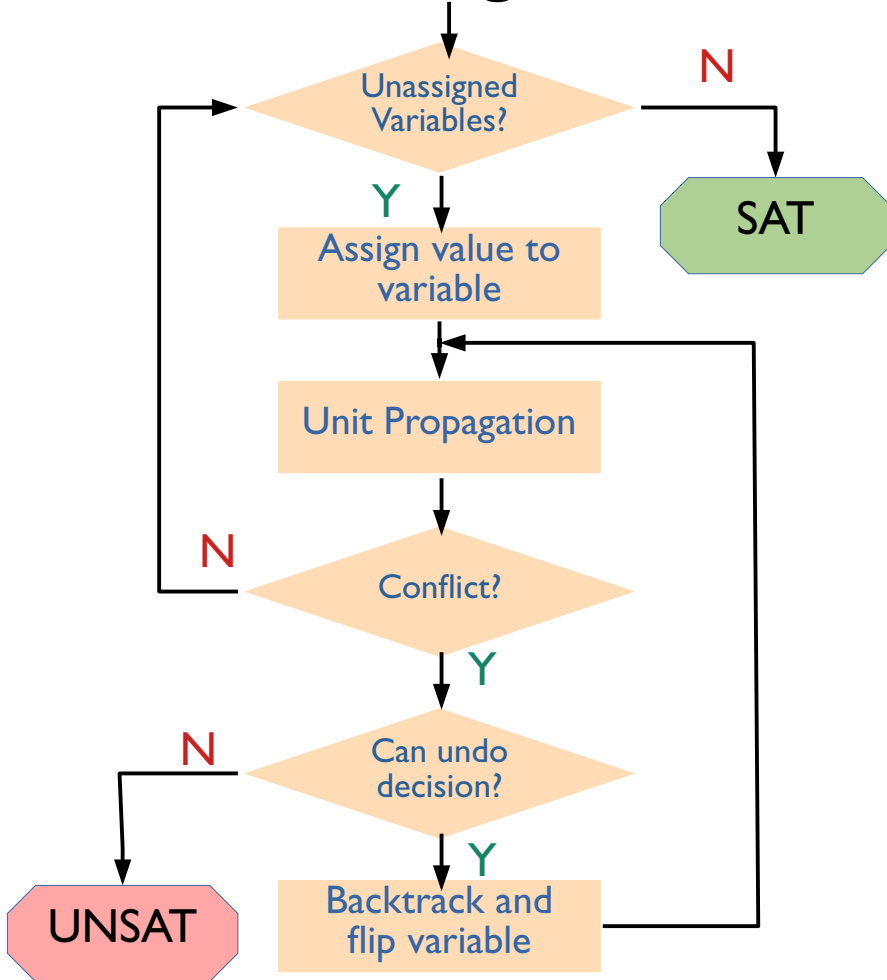 Unassigned
Variables?
N
SAT
Y
Assign value to
variable
Unit Propagation
N
Conflict?
Y
N
Can undo
decision?
Y
UNSAT
Backtrack and
flip variable